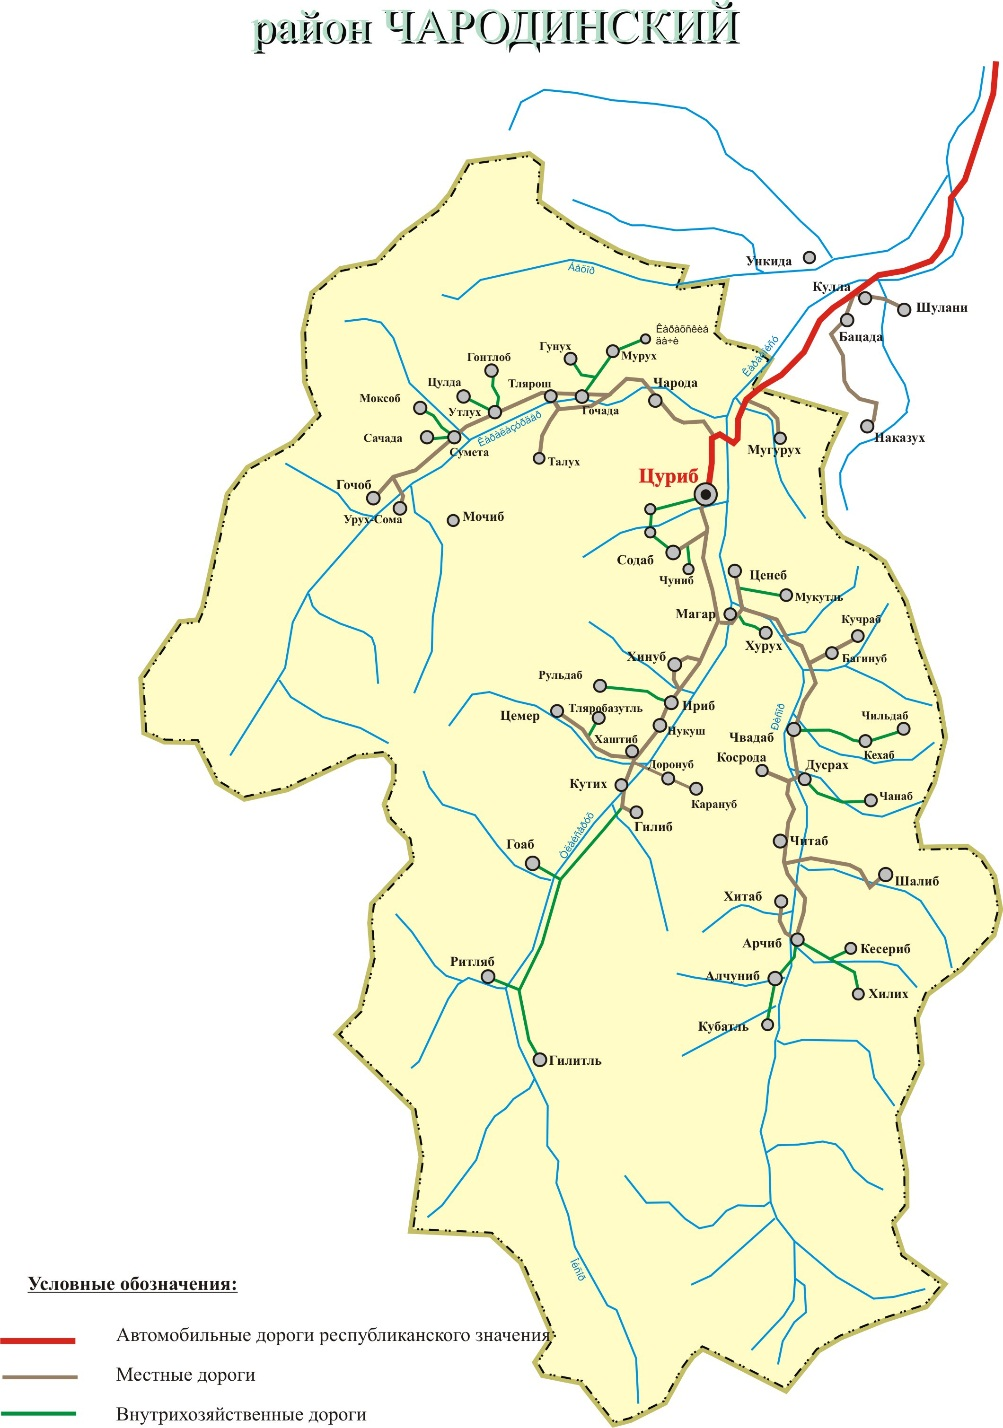 район ЧАРОДИНСКИЙ
Ункида
Кулла
Шулани
Бацада
Наказух
Гунух
Мурух
Гонтлоб
Цулда
Тлярош
Чарода
Моксоб
Утлух
Гочада
Сачада
Сумета
Талух
Мугурух
Цуриб
Гочоб
Урух-Сома
Мочиб
Содаб
Чуниб
Ценеб
Мукутль
Магар
Хурух
Кучраб
Багинуб
Хинуб
Рульдаб
Ириб
Цемер
Тляробазутль
Нукуш
Хаштиб
Чвадаб
Чильдаб
Кехаб
Косрода
Дусрах
Доронуб
Кутих
Карануб
Чанаб
Гилиб
Гоаб
Читаб
Шалиб
Хитаб
Арчиб
Кесериб
Ритляб
Алчуниб
Хилих
Кубатль
Гилитль
Условные обозначения:
Автомобильные дороги республиканского значения
Местные дороги
Внутрихозяйственные дороги